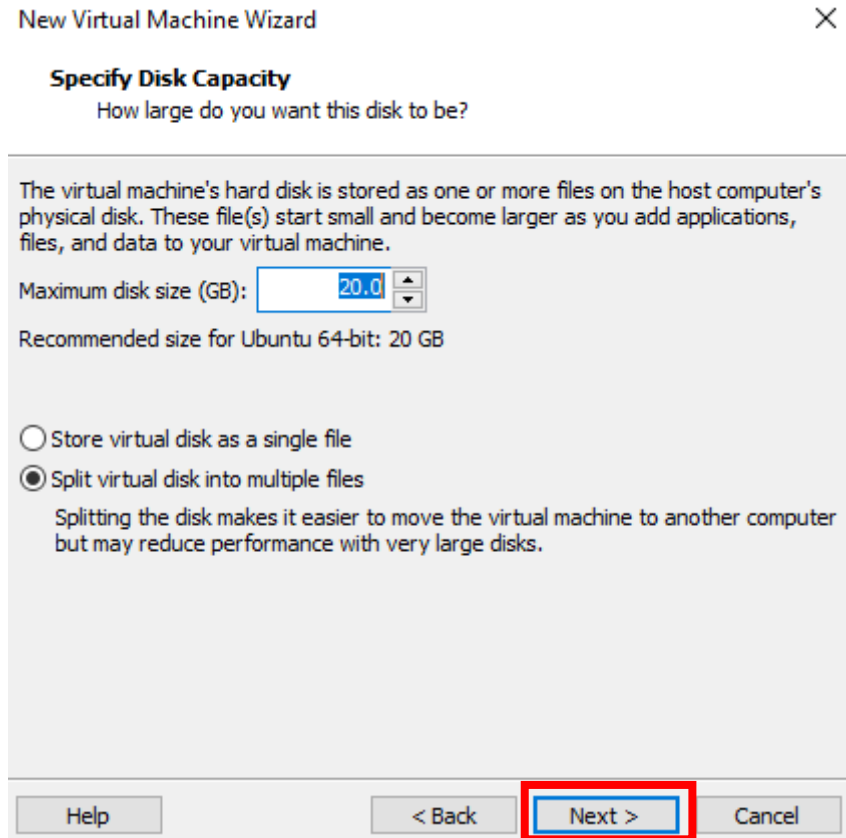 New Virtual Machine Wizard
Specify Disk Capacity
How large do you want this disk to be?
The virtual machine's hard disk is stored as one or more files on the host computer's
physical disk. These file(s) start small and become larger as you add applications,
files, and data to your virtual machine.
Maximum disk size (GB): 20.0
Recommended size for Ubuntu 64-bit: 20 GB
Store virtual disk as a single file
Split virtual disk into multiple files
Splitting the disk makes it easier to move the virtual machine to another computer
but may reduce performance with very large disks.
Help < Back Next > Cancel